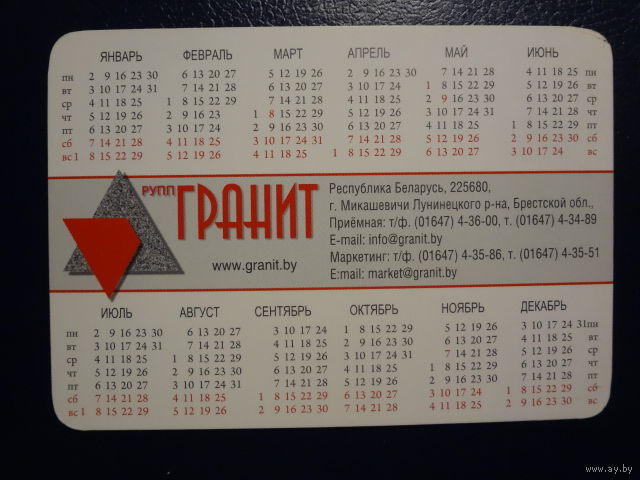 ЯНВАРЬ ФЕВРАЛЬ МАРТ АПРЕЛЬ МАЙ ИЮНЬ
пн 2 9 16 23 30 6 13 20 27 5 12 19 26 2 9 16 23 30 7 14 21 28 4 11 18 25 пн
вт 3 10 17 24 31 7 14 21 28 6 13 20 27 3 10 17 24 1 8 15 22 29 5 12 19 26 вт
ср 4 11 18 25 1 8 15 22 29 7 14 21 28 4 11 18 25 2 9 16 23 30 6 13 20 27 ср
чт 5 12 19 26 2 9 16 23 1 8 15 22 29 5 12 19 26 3 10 17 24 31 7 14 21 28 чт
пт 6 13 20 27 3 10 17 24 2 9 16 23 30 6 13 20 27 4 11 18 25 1 8 15 22 29 пт
сб 7 14 21 28 4 11 18 25 3 10 17 24 31 7 14 21 28 5 12 19 26 2 9 16 23 30 сб
вс 1 8 15 22 29 5 12 19 26 4 11 18 25 1 8 15 22 29 6 13 20 27 3 10 17 24 вс
РУПП ГРАНИТ
www.granit.by
Республика Беларусь, 225680,
г. Микашевичи Лунинецкого р-на, Брестской обл.,
Приёмная: т/ф. (01647) 4-36-00, т. (01647) 4-34-89
E-mail: info@granit.by
Маркетинг: т/ф. (01647) 4-35-86, т. (01647) 4-35-51
E:mail: market@granit.by
ИЮЛЬ АВГУСТ СЕНТЯБРЬ ОКТЯБРЬ НОЯБРЬ ДЕКАБРЬ
пн 2 9 16 23 30 6 13 20 27 3 10 17 24 1 8 15 22 29 5 12 19 26 3 10 17 24 31 пн
вт 3 10 17 24 31 7 14 21 28 4 11 18 25 2 9 16 23 30 6 13 20 27 4 11 18 25 вт
ср 4 11 18 25 1 8 15 22 29 5 12 19 26 3 10 17 24 31 7 14 21 28 5 12 19 26 ср
чт 5 12 19 26 2 9 16 23 30 6 13 20 27 4 11 18 25 1 8 15 22 29 6 13 20 27 чт
пт 6 13 20 27 3 10 17 24 31 7 14 21 28 5 12 19 26 2 9 16 23 30 7 14 21 28 пт
сб 7 14 21 28 4 11 18 25 1 8 15 22 29 6 13 20 27 3 10 17 24 1 8 15 22 29 сб
вс 1 8 15 22 29 5 12 19 26 2 9 16 23 30 7 14 21 28 4 11 18 25 2 9 16 23 30 вс
www.ay.by